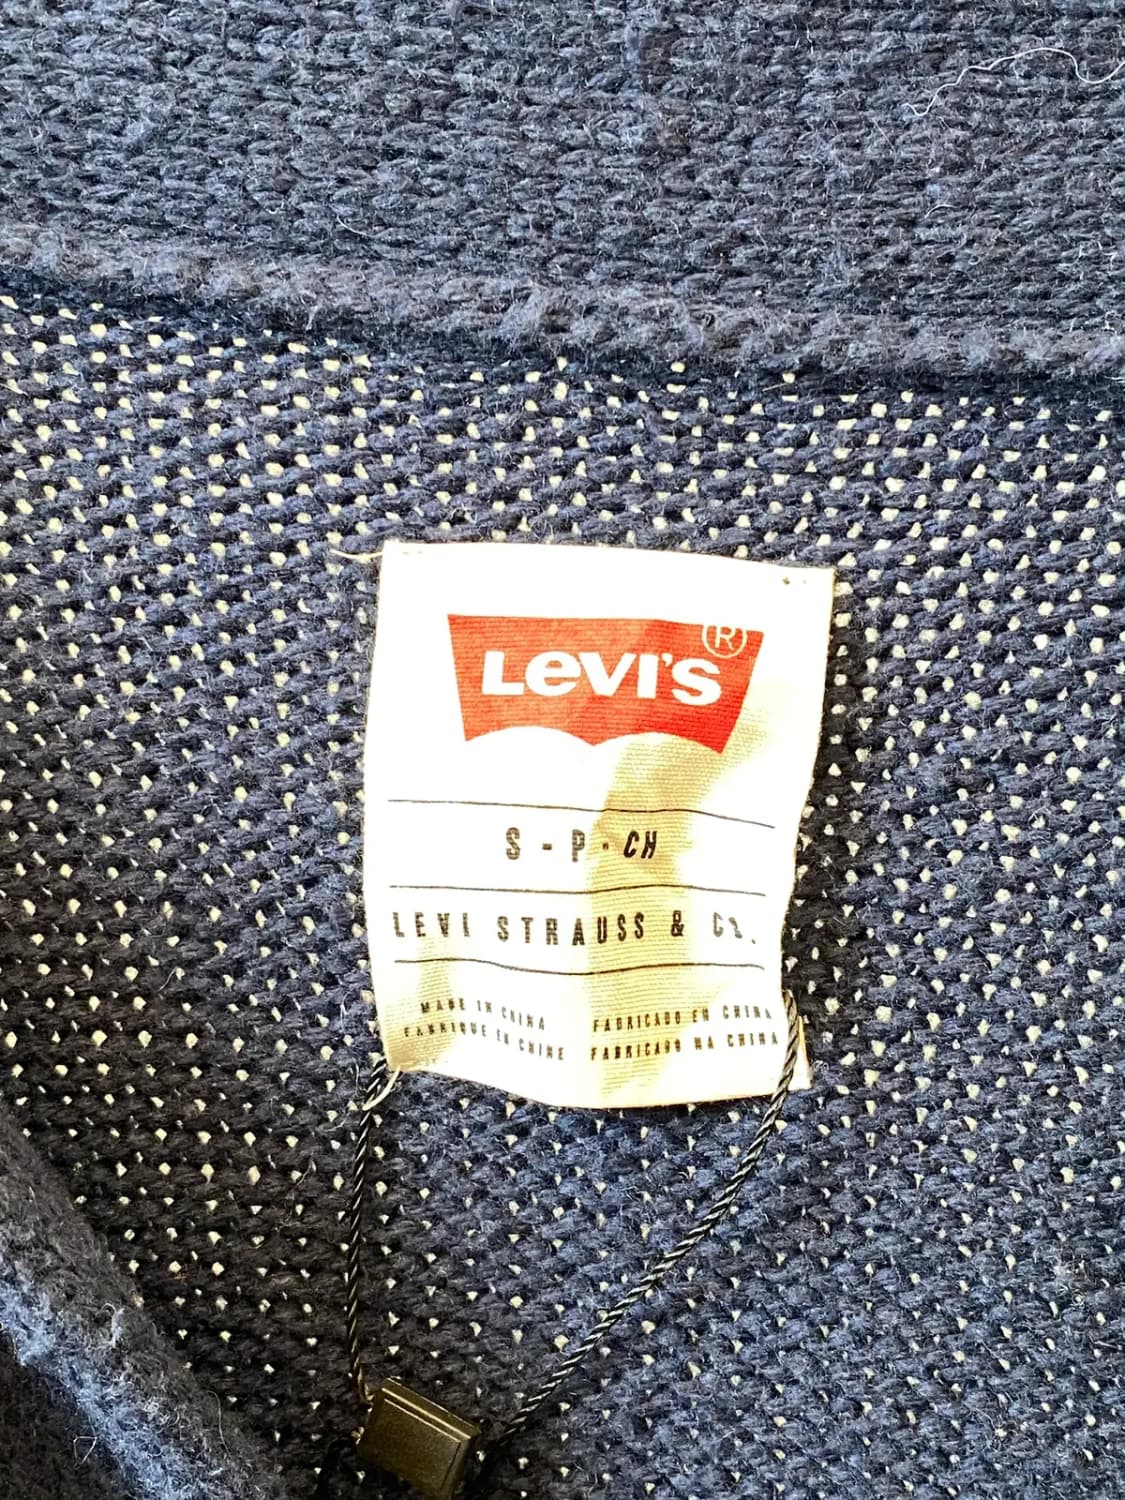 LEVI'S®
S - P - CH
LEVI STRAUSS & CO.
MADE IN CHINA
FABRIQUE EN CHINE
FABRICADO EN CHINA
FABRICADO NA CHINA